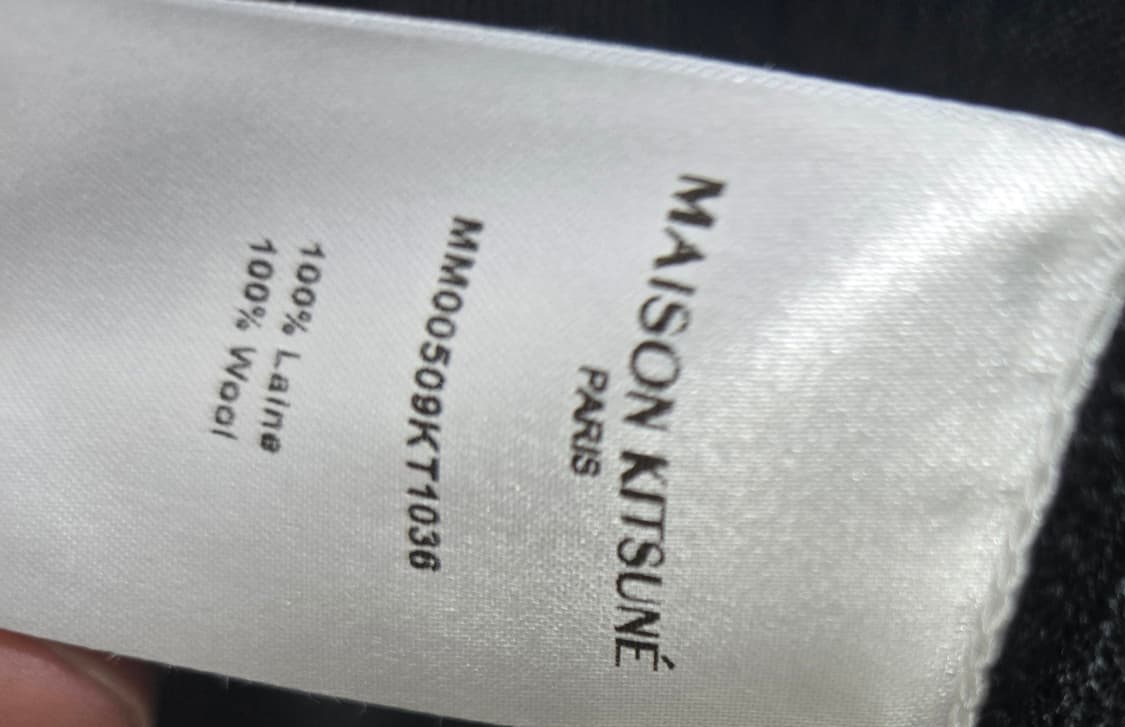 MAISON KITSUNÉ
PARIS
MM00509KT1036
100% Laine
100% Wool